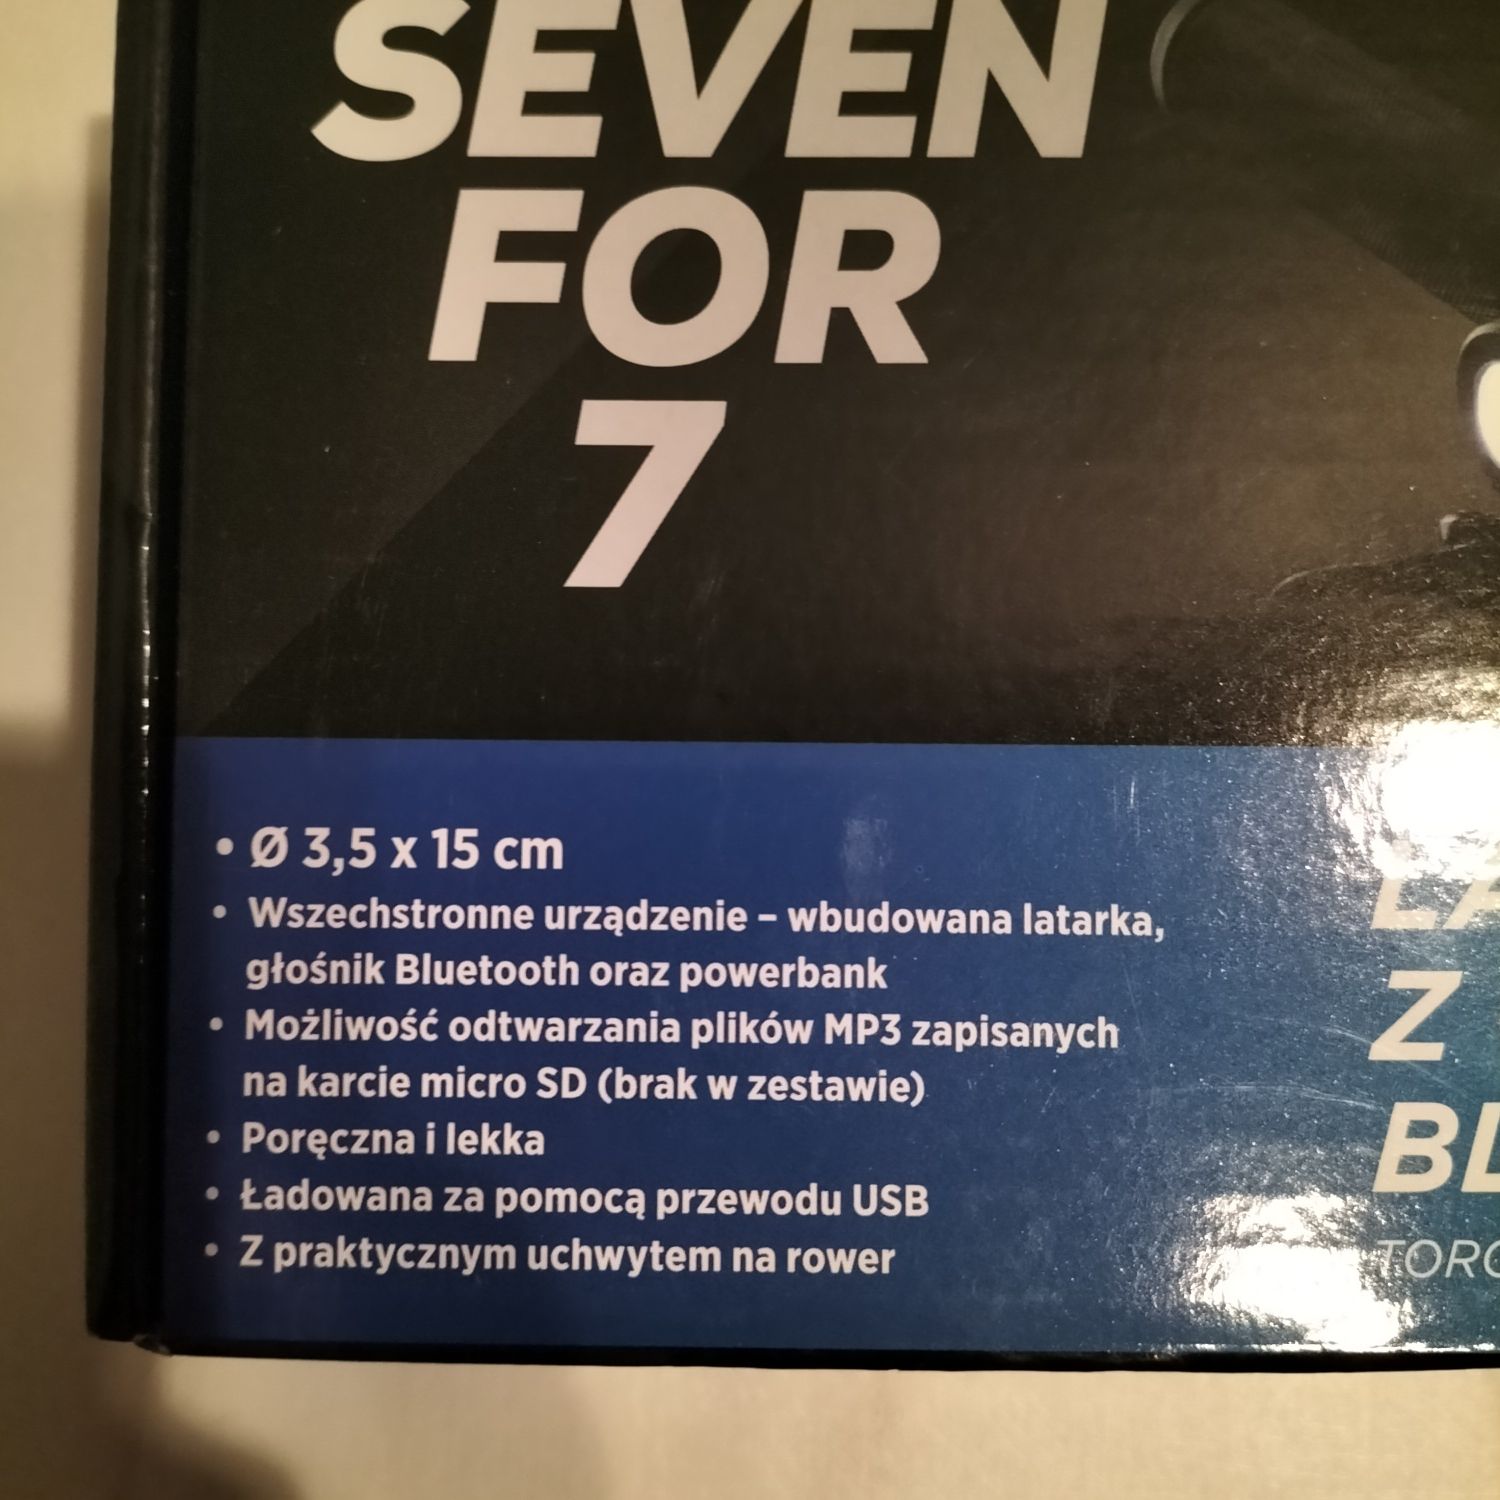 SEVEN
FOR
7
• Ø 3,5 x 15 cm
• Wszechstronne urządzenie – wbudowana latarka,
głośnik Bluetooth oraz powerbank
• Możliwość odtwarzania plików MP3 zapisanych
na karcie micro SD (brak w zestawie)
• Poręczna i lekka
• Ładowana za pomocą przewodu USB
• Z praktycznym uchwytem na rower
Z